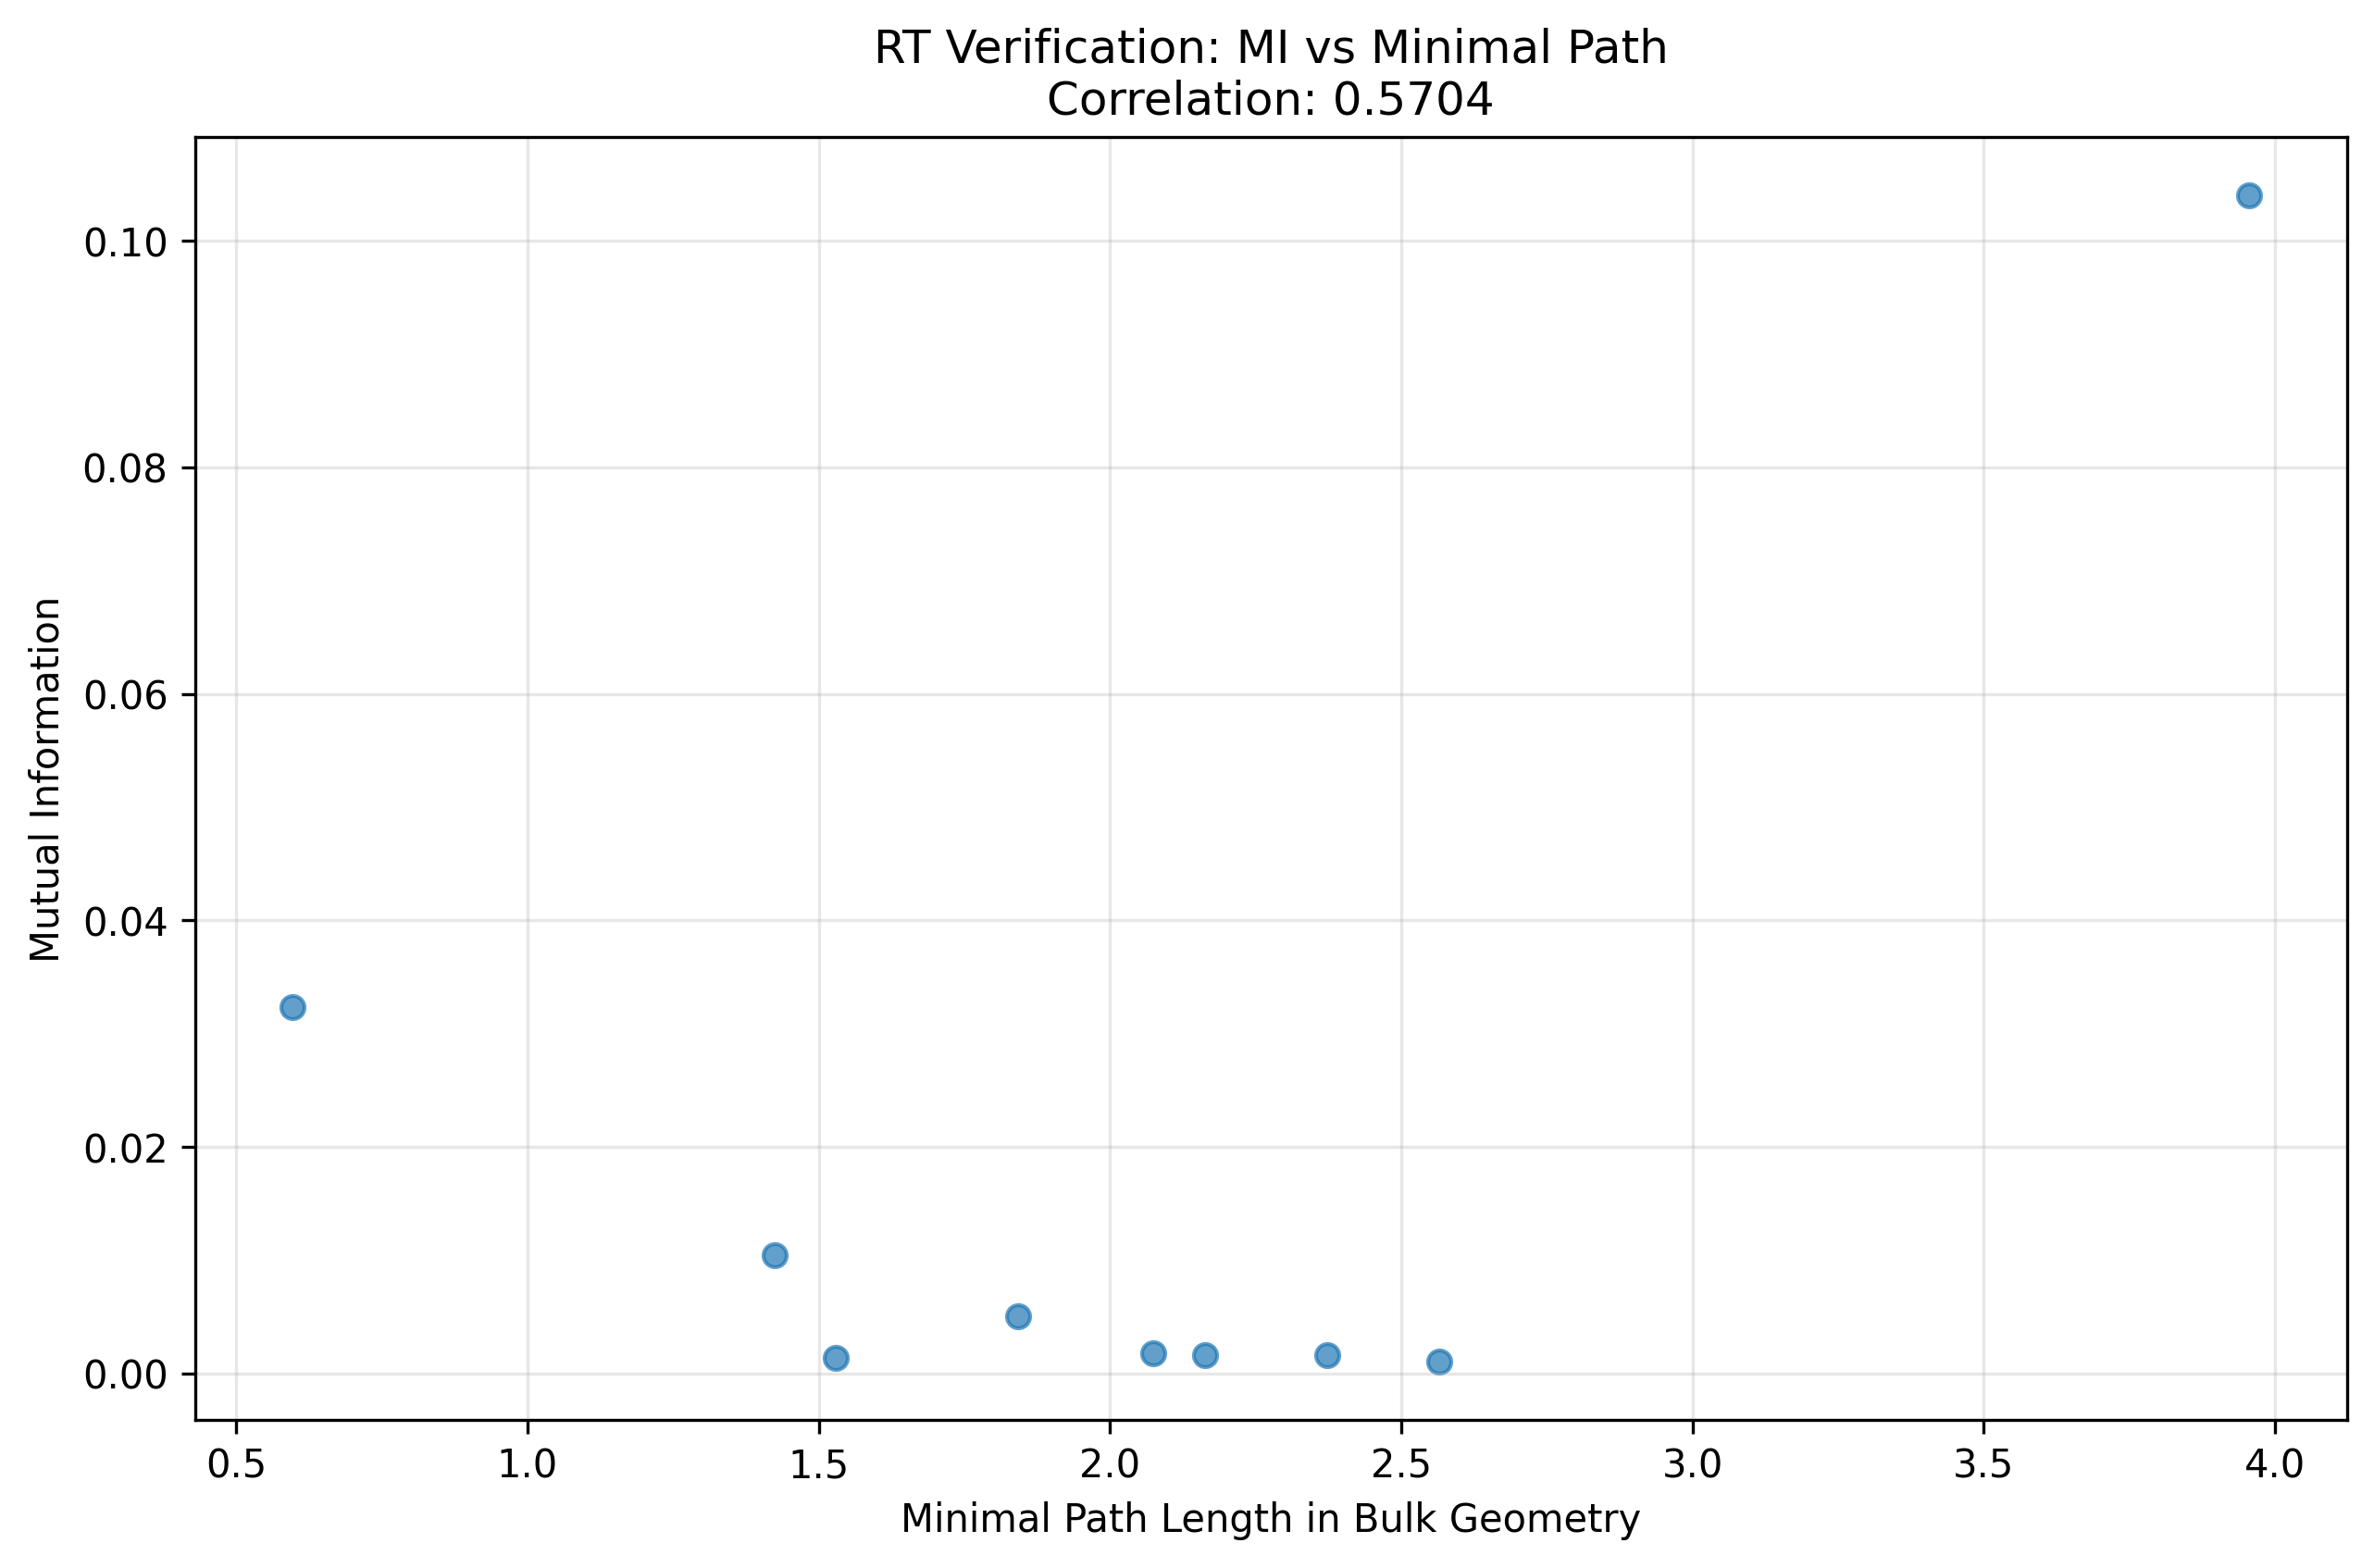 RT Verification: MI vs Minimal Path
Correlation: 0.5704
Mutual Information
0.10
0.08
0.06
0.04
0.02
0.00
0.5 1.0 1.5 2.0 2.5 3.0 3.5 4.0
Minimal Path Length in Bulk Geometry